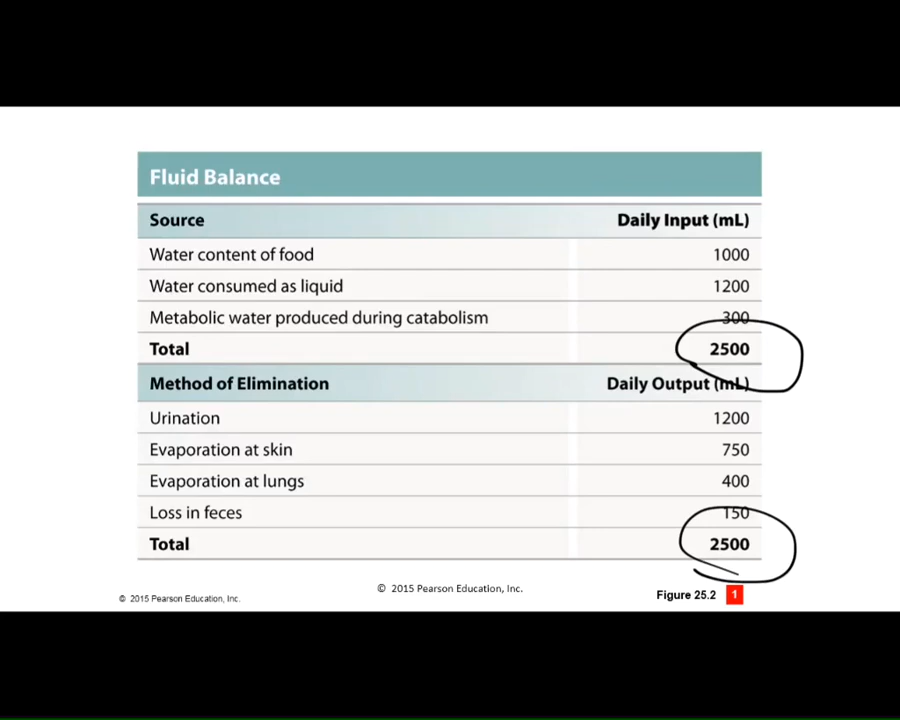 Fluid Balance
Source Daily Input (mL)
Water content of food 1000
Water consumed as liquid 1200
Metabolic water produced during catabolism 300
Total 2500
Method of Elimination Daily Output (mL)
Urination 1200
Evaporation at skin 750
Evaporation at lungs 400
Loss in feces 150
Total 2500
© 2015 Pearson Education, Inc.
© 2015 Pearson Education, Inc. Figure 25.2 1